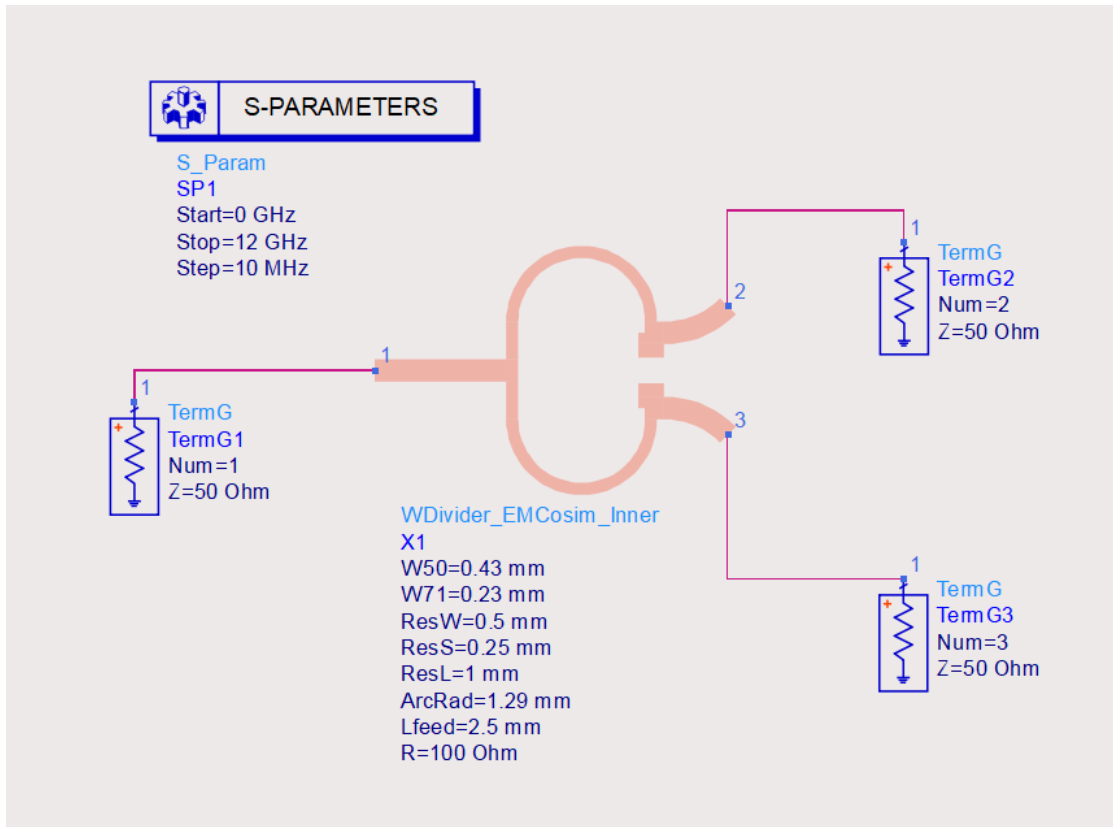 S-PARAMETERS
S_Param
SP1
Start=0 GHz
Stop=12 GHz
Step=10 MHz
1
1
TermG
TermG1
Num=1
Z=50 Ohm
2
3
1
TermG
TermG2
Num=2
Z=50 Ohm
WDivider_EMCosim_Inner
X1
W50=0.43 mm
W71=0.23 mm
ResW=0.5 mm
ResS=0.25 mm
ResL=1 mm
ArcRad=1.29 mm
Lfeed=2.5 mm
R=100 Ohm
1
TermG
TermG3
Num=3
Z=50 Ohm